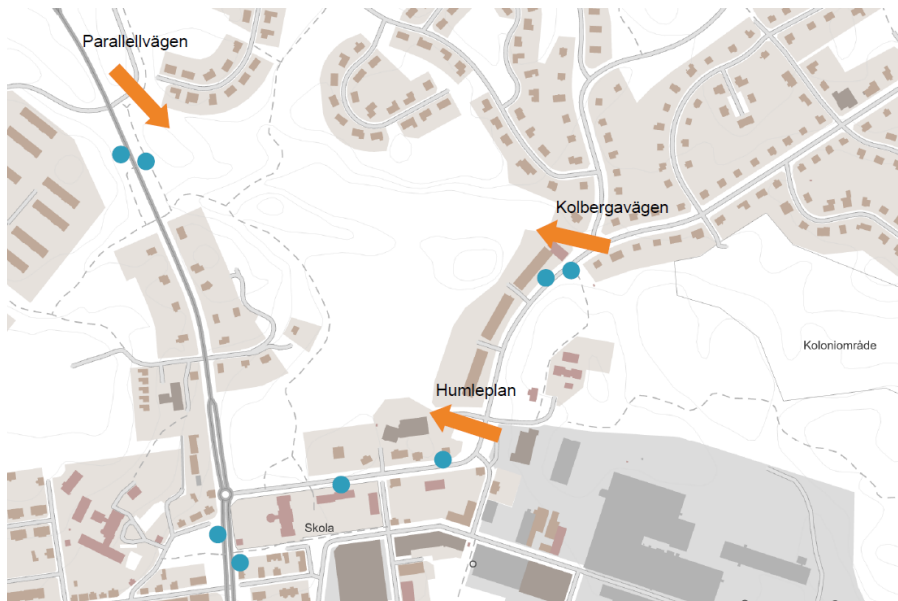 Parallellvägen
Kolbergavägen
Koloniområde
Humleplan
Skola